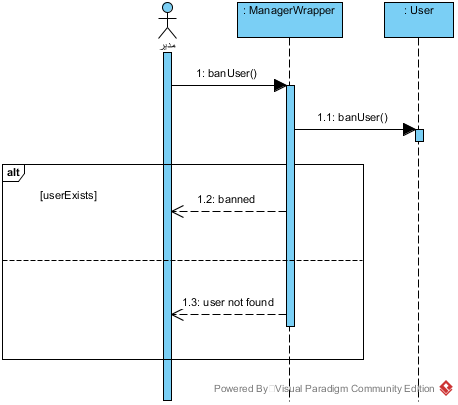 : ManagerWrapper
: User
مدیر
1: banUser()
1.1: banUser()
alt
[userExists]
1.2: banned
1.3: user not found
Powered By Visual Paradigm Community Edition